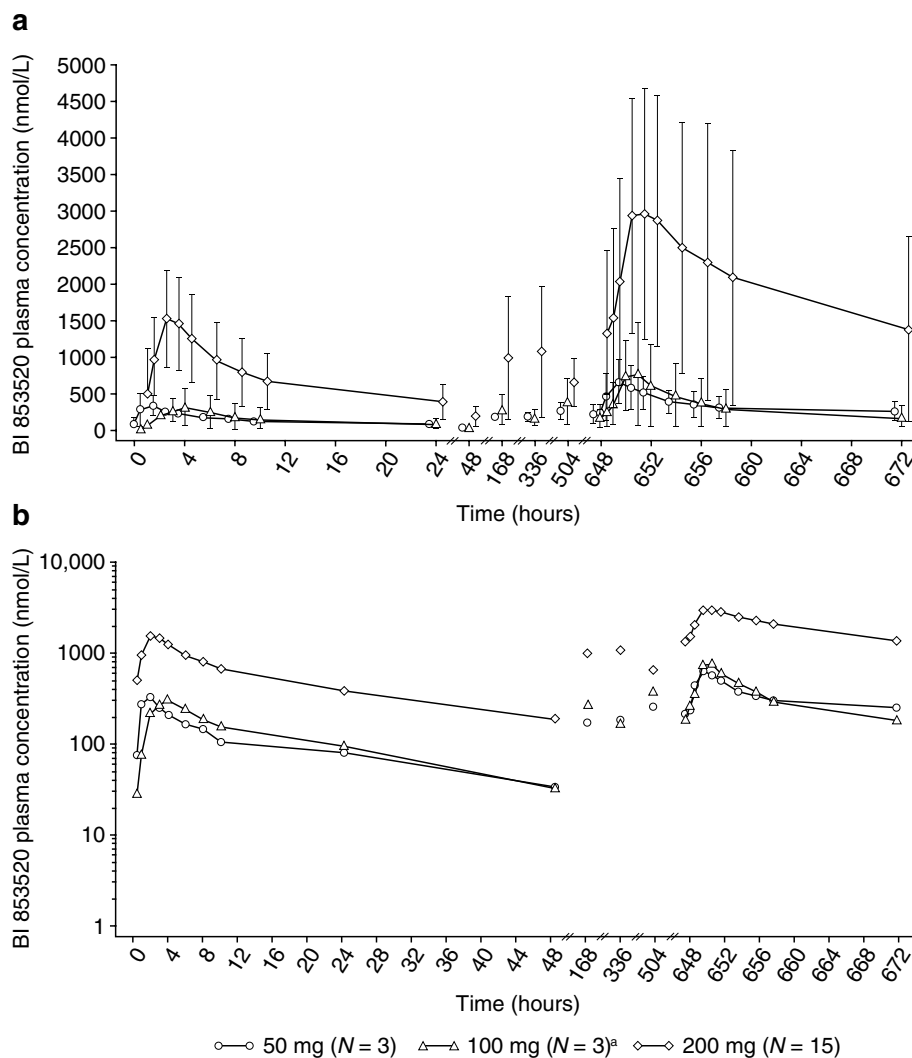 a
BI 853520 plasma concentration (nmol/L)
5000
4500
4000
3500
3000
2500
2000
1500
1000
500
0
0 4 8 12 16 20 24 48 168 336 504 648 652 656 660 664 668 672
Time (hours)
b
BI 853520 plasma concentration (nmol/L)
10,000
1000
100
10
1
0 4 8 12 16 20 24 28 32 36 40 44 48 168 336 504 648 652 656 660 664 668 672
Time (hours)
50 mg (N = 3) 100 mg (N = 3)ᵃ 200 mg (N = 15)